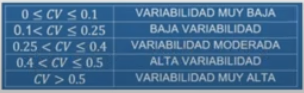 0 ≤ CV ≤ 0.1 VARIABILIDAD MUY BAJA
0.1< CV ≤ 0.25 BAJA VARIABILIDAD
0.25 < CV ≤ 0.4 VARIABILIDAD MODERADA
0.4 < CV ≤ 0.5 ALTA VARIABILIDAD
CV > 0.5 VARIABILIDAD MUY ALTA